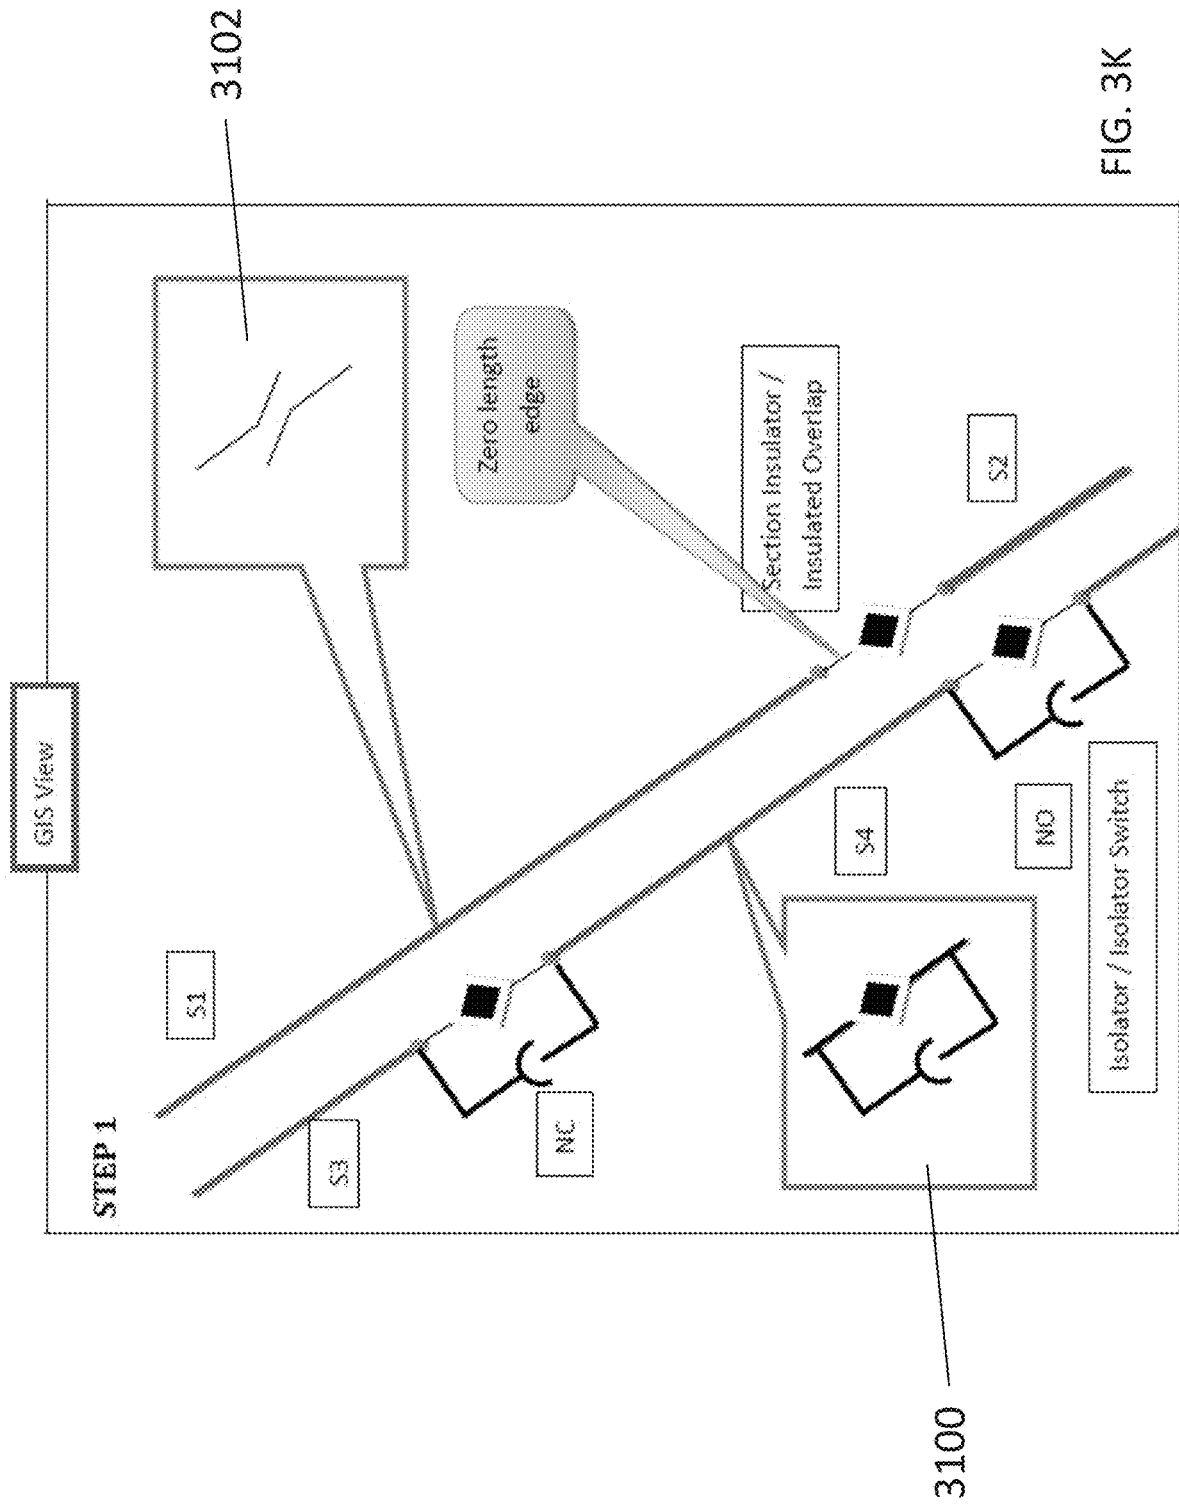 GIS View
STEP 1
S1
3102
S3
Zero length
edge
NC
Section Insulator /
Insulated Overlap
S4
S2
NO
Isolator / Isolator Switch
3100
FIG. 3K